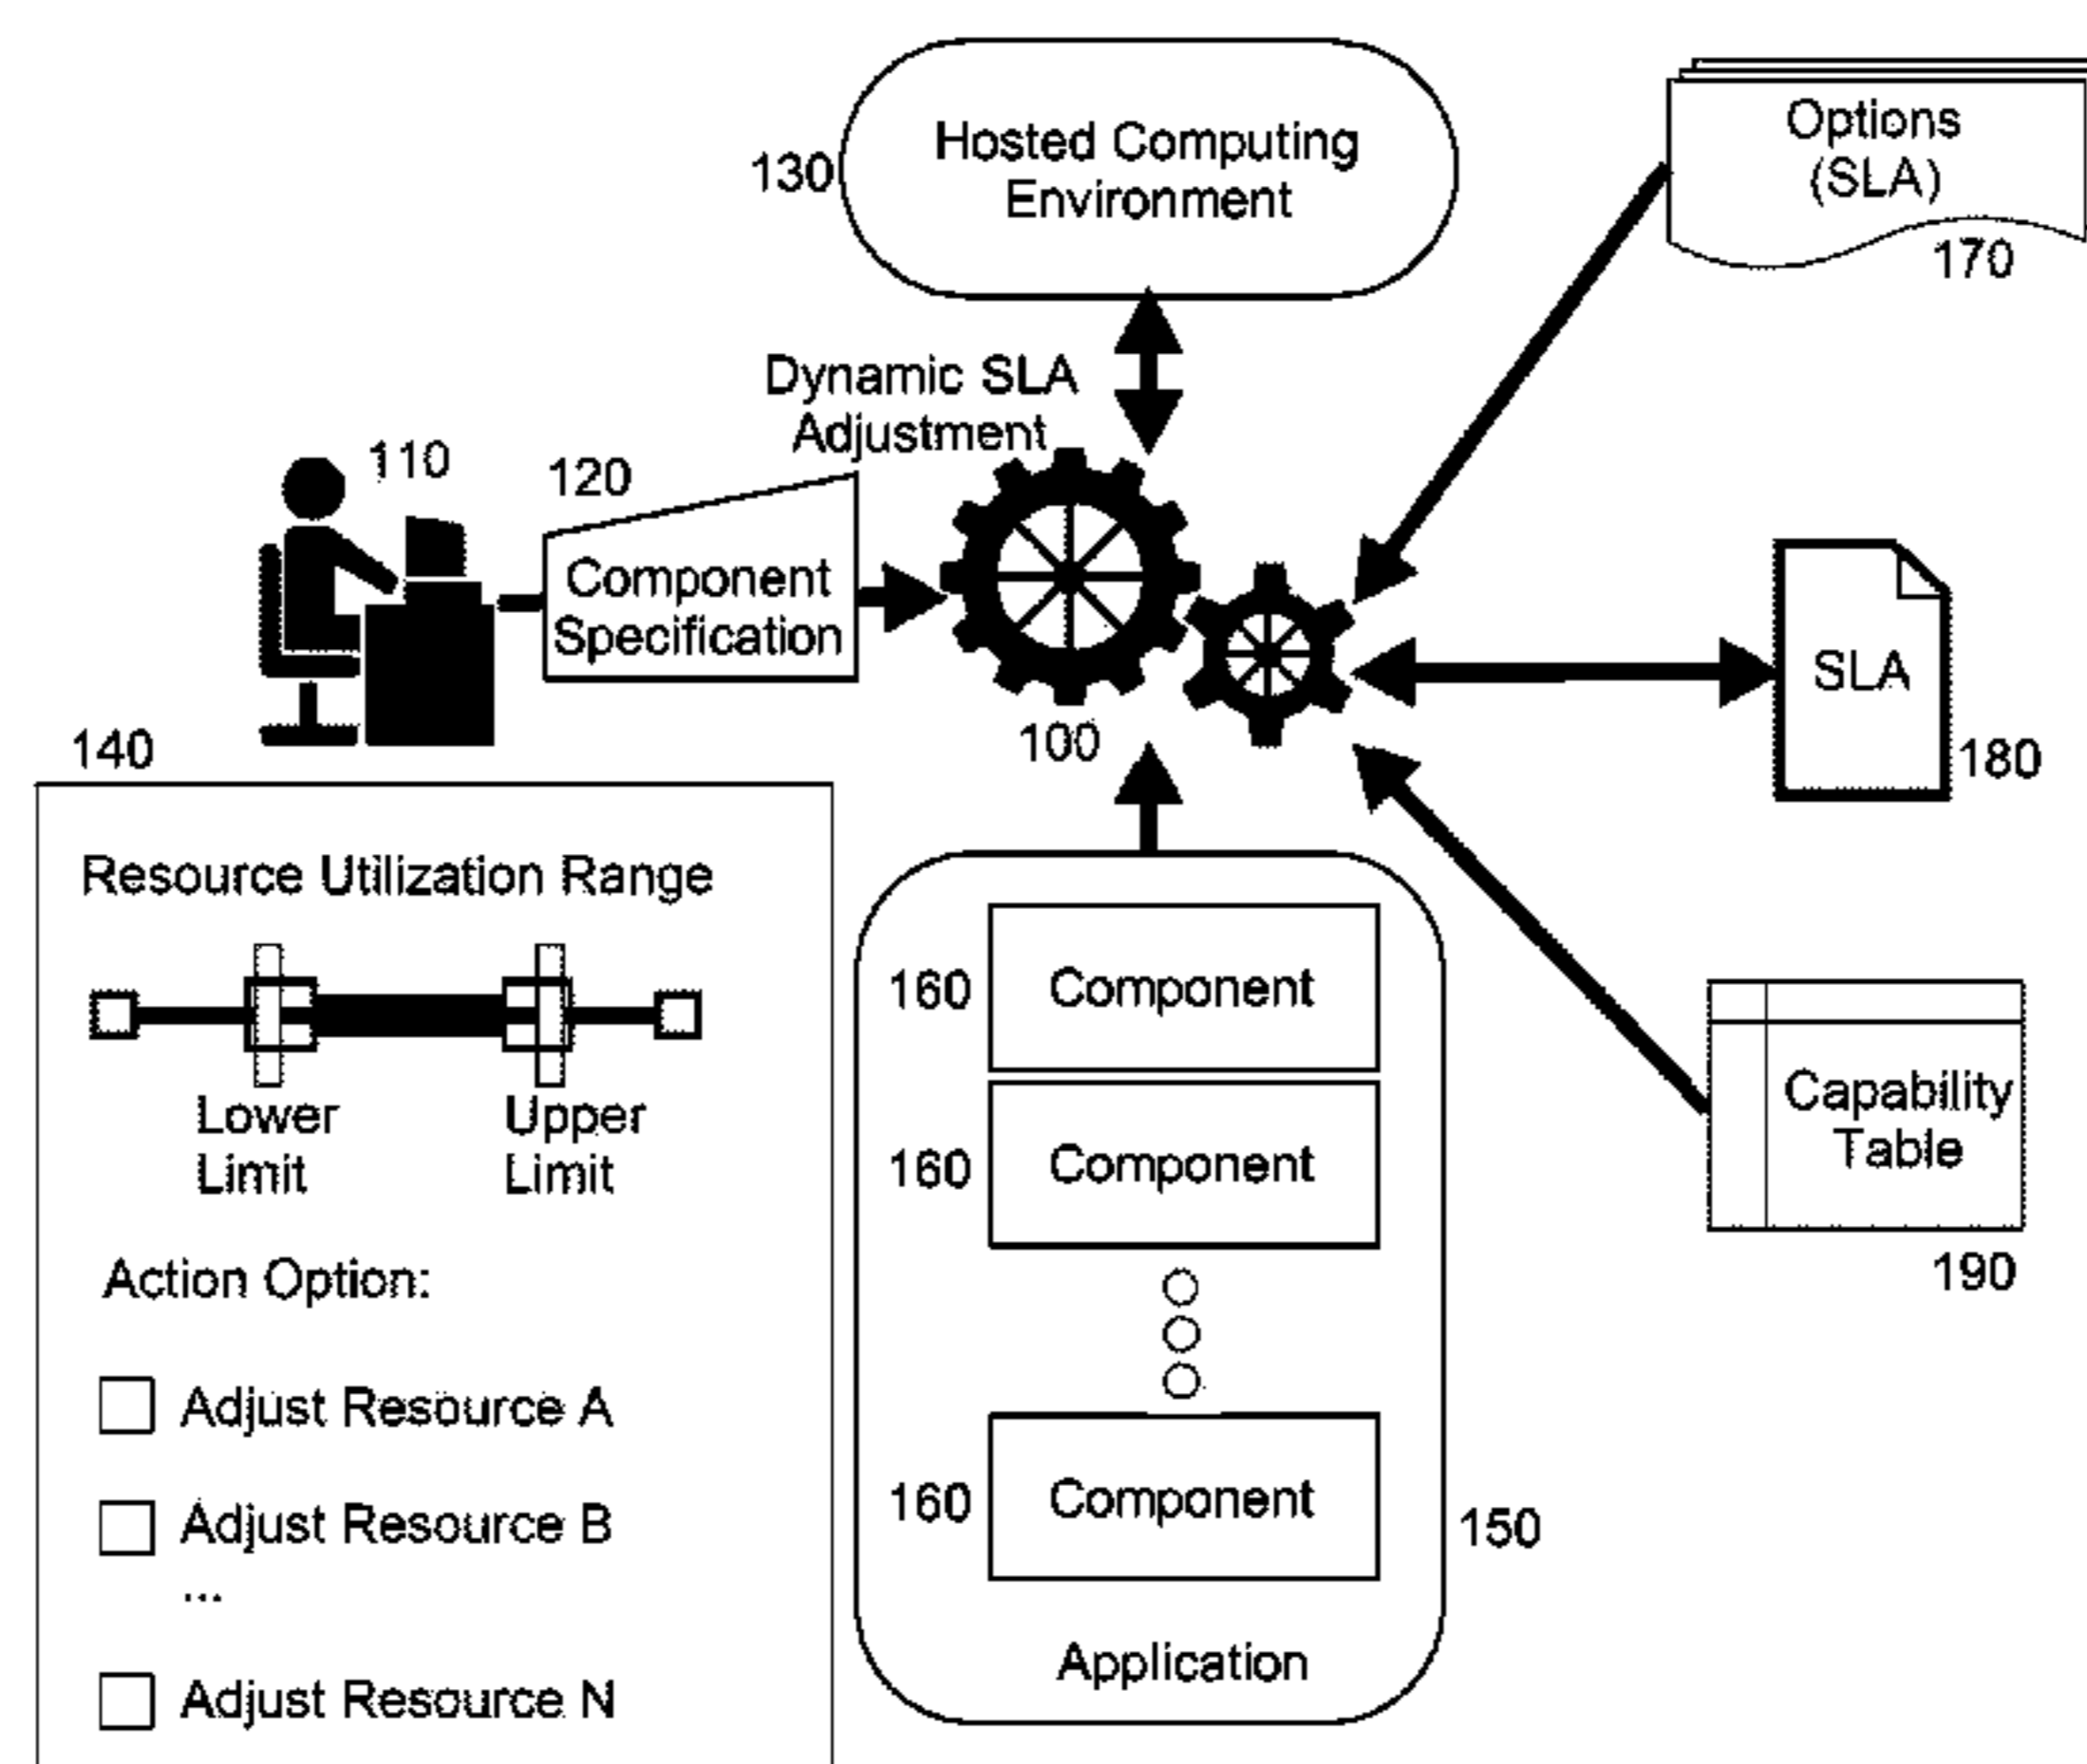 Hosted Computing
Environment
130
Options
(SLA)
170
Dynamic SLA
Adjustment
110
120
Component
Specification
100
SLA
180
140
Resource Utilization Range
Lower
Limit
Upper
Limit
Action Option:
Adjust Resource A
Adjust Resource B
...
Adjust Resource N
160
Component
160
Component
160
Component
150
Application
Capability
Table
190